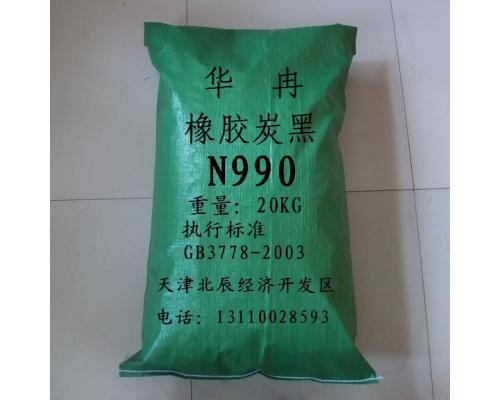 华 冉
橡胶炭黑
N990
重量: 20KG
执行标准
GB3778-2003
天津北辰经济开发区
电话: 13110028593